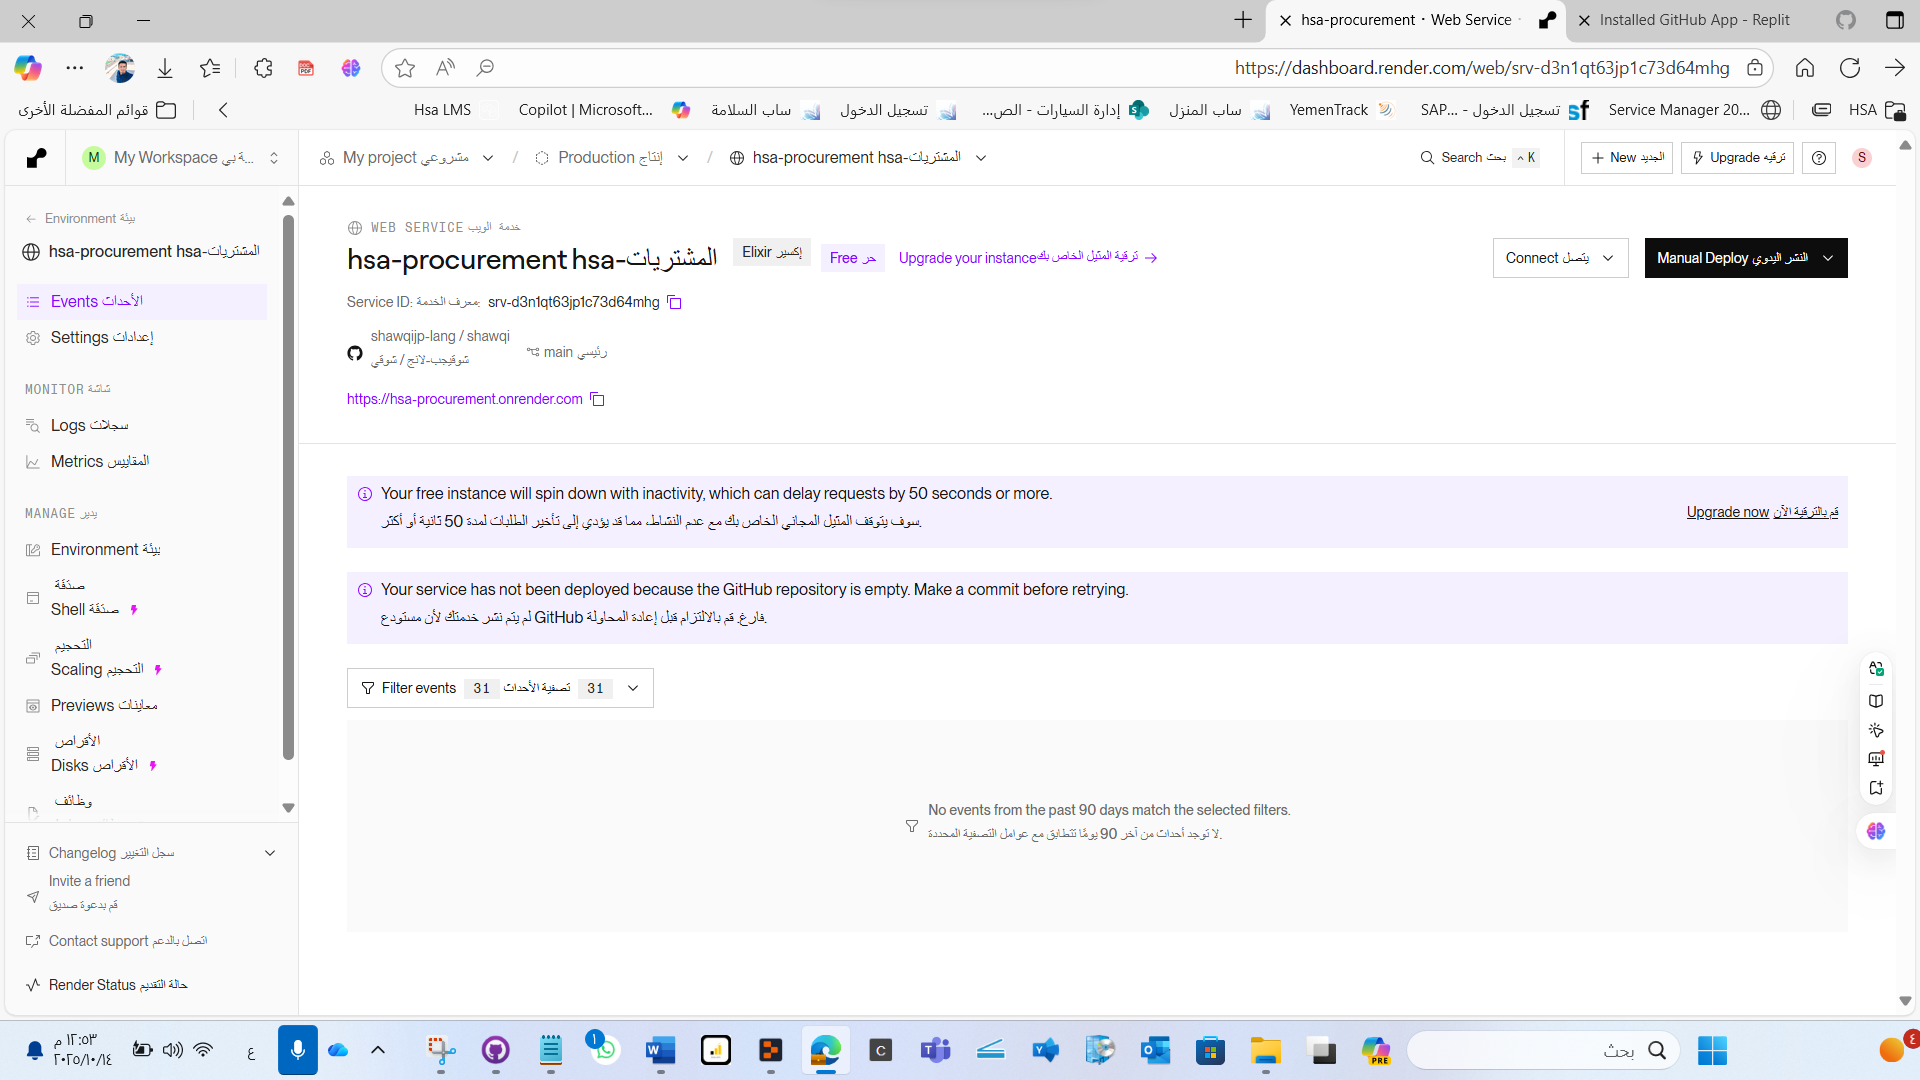 hsa-procurement · Web Service ·
Installed GitHub App - Replit
https://dashboard.render.com/web/srv-d3n1qt63jp1c73d64mhg
قوائم المفضلة الأخرى
Hsa LMS
Copilot | Microsoft...
ساب السلامة
تسجيل الدخول
إدارة السيارات - الص...
ساب المنزل
YemenTrack
تسجيل الدخول - SAP...
Service Manager 20...
HSA
M
My Workspace ة بي...
My project مشروعي
/
Production إنتاج
/
hsa-procurement hsa-المشتريات
Search بحث
K
New الجديد
Upgrade ترقيه
S
Environment بيئة
hsa-procurement hsa-المشتريات
Events الأحداث
Settings إعدادات
MONITOR شاشة
Logs سجلات
Metrics المقاييس
MANAGE يدير
Environment بيئة
صدَفَة
Shell صدَفَة
التحجيم
Scaling التحجيم
Previews معاينات
الأقراص
Disks الأقراص
وظائف
Changelog سجل التغيير
Invite a friend
قم بدعوة صديق
Contact support اتصل بالدعم
Render Status حالة التقديم
WEB SERVICE خدمة الويب
hsa-procurement hsa-المشتريات
Elixir إكسير
Free حر
Upgrade your instance ترقية المثيل الخاص بك
Connect يتصل
Manual Deploy النشر اليدوي
Service ID: معرف الخدمة: srv-d3n1qt63jp1c73d64mhg
shawqijp-lang / shawqi
شوقيجب-لانج / شوقي
main رئيسي
https://hsa-procurement.onrender.com
Your free instance will spin down with inactivity, which can delay requests by 50 seconds or more.
سوف يتوقف المثيل المجاني الخاص بك مع عدم النشاط، مما قد يؤدي إلى تأخير الطلبات لمدة 50 ثانية أو أكثر.
Upgrade now قم بالترقية الآن
Your service has not been deployed because the GitHub repository is empty. Make a commit before retrying.
لم يتم نشر خدمتك لأن مستودع GitHub فارغ. قم بالالتزام قبل إعادة المحاولة.
Filter events 31 تصفية الأحداث 31
No events from the past 90 days match the selected filters.
لا توجد أحداث من آخر 90 يومًا تتطابق مع عوامل التصفية المحددة.
١٢:٥٣ م
٢٠٢٥/١٠/١٤
ع
١
PRE
بحث
٤